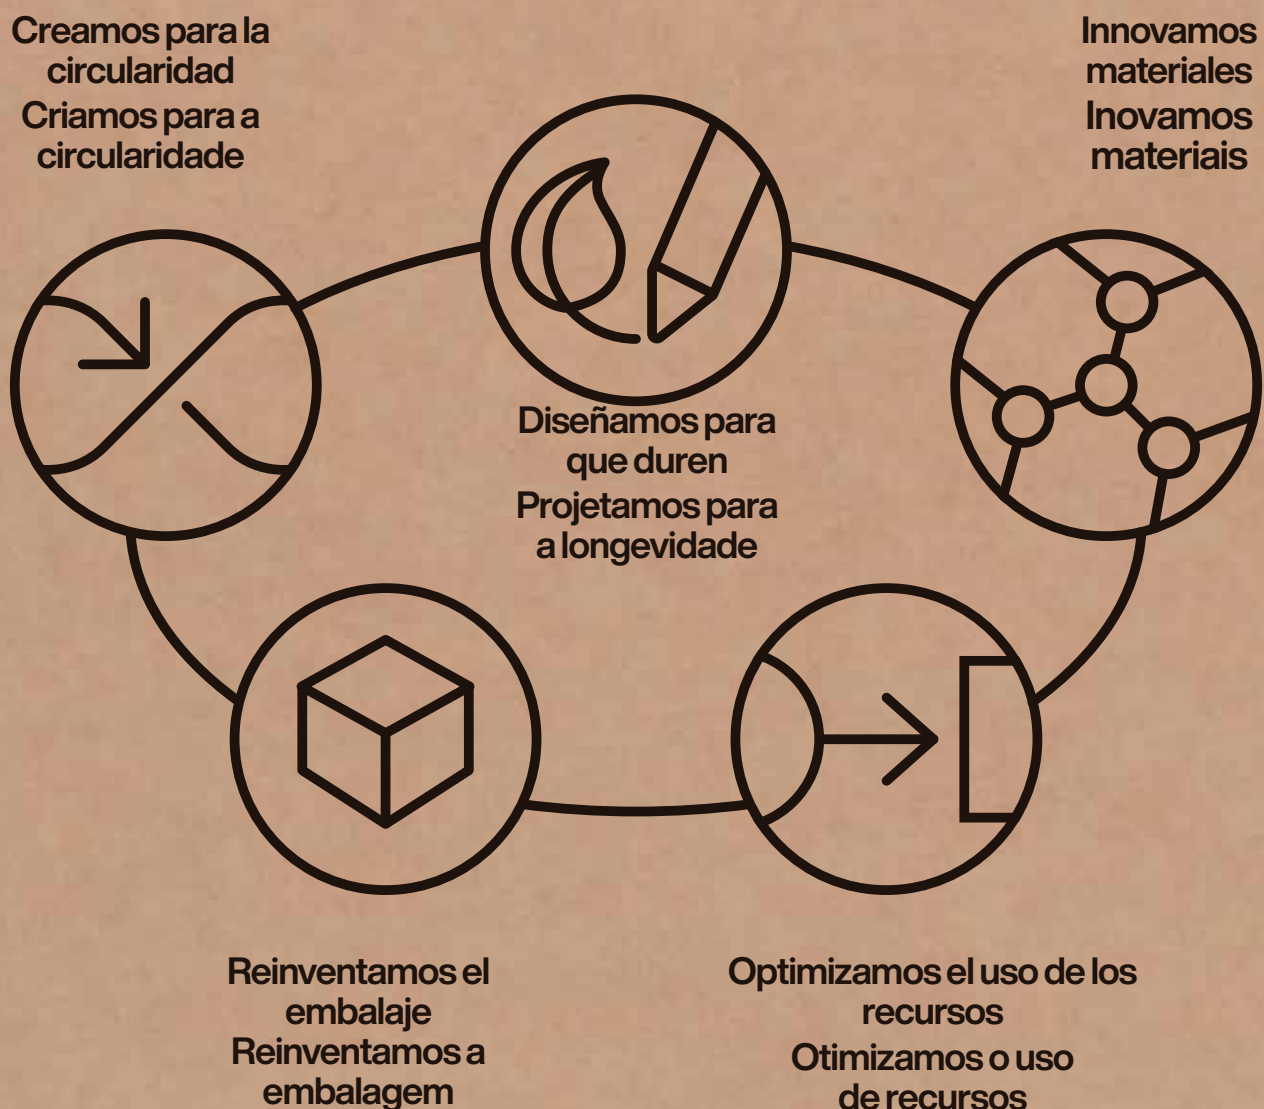 Creamos para la
circularidad
Criamos para a
circularidade
Innovamos
materiales
Inovamos
materiais
Diseñamos para
que duren
Projetamos para
a longevidade
Reinventamos el
embalaje
Reinventamos a
embalagem
Optimizamos el uso de los
recursos
Otimizamos o uso
de recursos